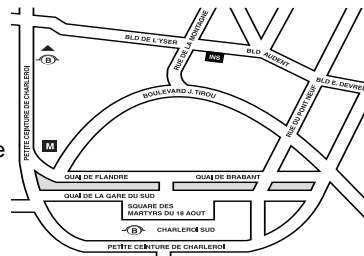 BLD DE L'YSER
RUE DE LA MONTAGNE
INS
BLD AUDENT
BLD E. DEVREU
B
PETITE CEINTURE DE CHARLEROI
BOULEVARD J. TIROU
RUE DU PONT NEUF
M
e
QUAI DE FLANDRE
QUAI DE BRABANT
QUAI DE LA GARE DU SUD
SQUARE DES
MARTYRS DU 18 AOUT
B CHARLEROI SUD
PETITE CEINTURE DE CHARLEROI